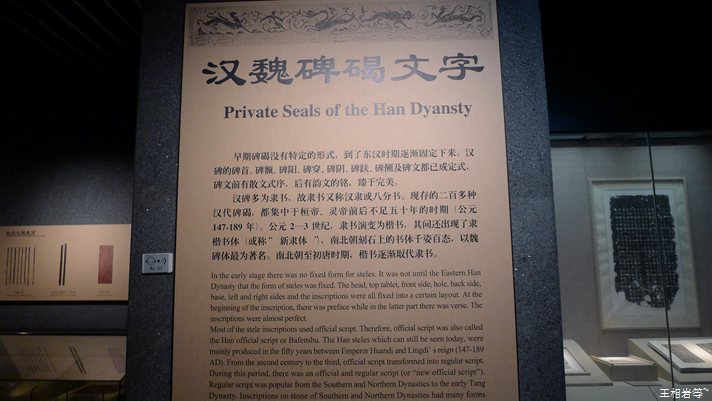 汉魏碑碣文字
Private Seals of the Han Dyansty
早期碑碣没有特定的形式，到了东汉时期逐渐固定下来。汉
碑的碑首、碑额、碑阳、碑穿、碑阴、碑趺、碑侧及碑文都已成定式，
碑文前有散文式序，后有韵文的铭，臻于完美。
汉碑多为隶书，故隶书又称汉隶或八分书。现存的二百多种
汉代碑碣，都集中于桓帝、灵帝前后不足五十年的时期（公元
147-189 年）。公元 2—3 世纪，隶书演变为楷书，其间还出现了隶
楷书体（或称“ 新隶体 ”），南北朝刻石上的书体千姿百态，以魏
碑体最为著名。南北朝至初唐时期，楷书逐渐取代隶书。
In the early stage there was no fixed form for steles. It was not until the Eastern Han
Dynasty that the form of steles was fixed. The head, top tablet, front side, hole, back side,
base, left and right sides and the inscriptions were all fixed into a certain layout. At the
beginning of the inscription, there was preface while in the latter part there was verse. The
inscriptions were almost perfect.
Most of the stele inscriptions used official script. Therefore, official script was also called
the Han official script or Bafenshu. The Han steles which can still be seen today, were
mainly produced in the fifty years between Emperor Huandi and Lingdi' s reign (147-189
AD). From the second century to the third, official script transformed into regular script.
During this period, there was an official and regular script (or “new official script”).
Regular script was popular from the Southern and Northern Dynasties to the early Tang
Dynasty. Inscriptions on stone of Southern and Northern Dynasties had many forms
王相岩等~